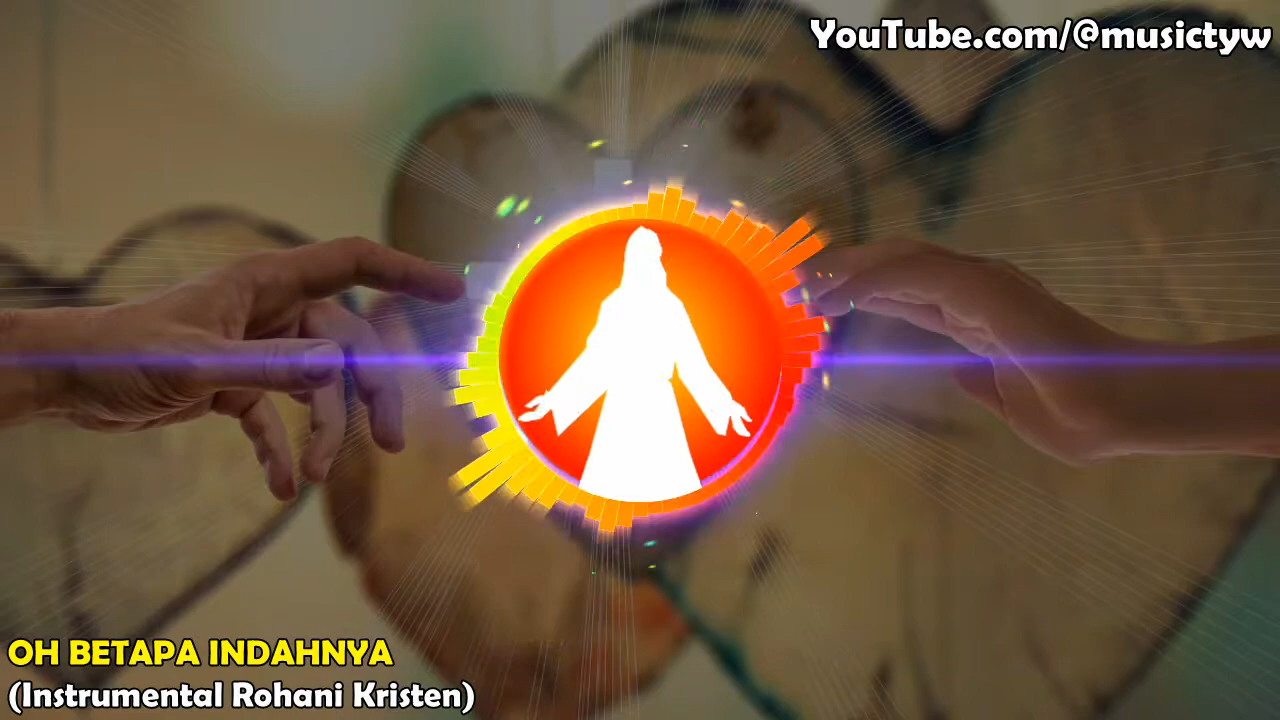 YouTube.com/@musictyw
OH BETAPA INDAHNYA
(Instrumental Rohani Kristen)